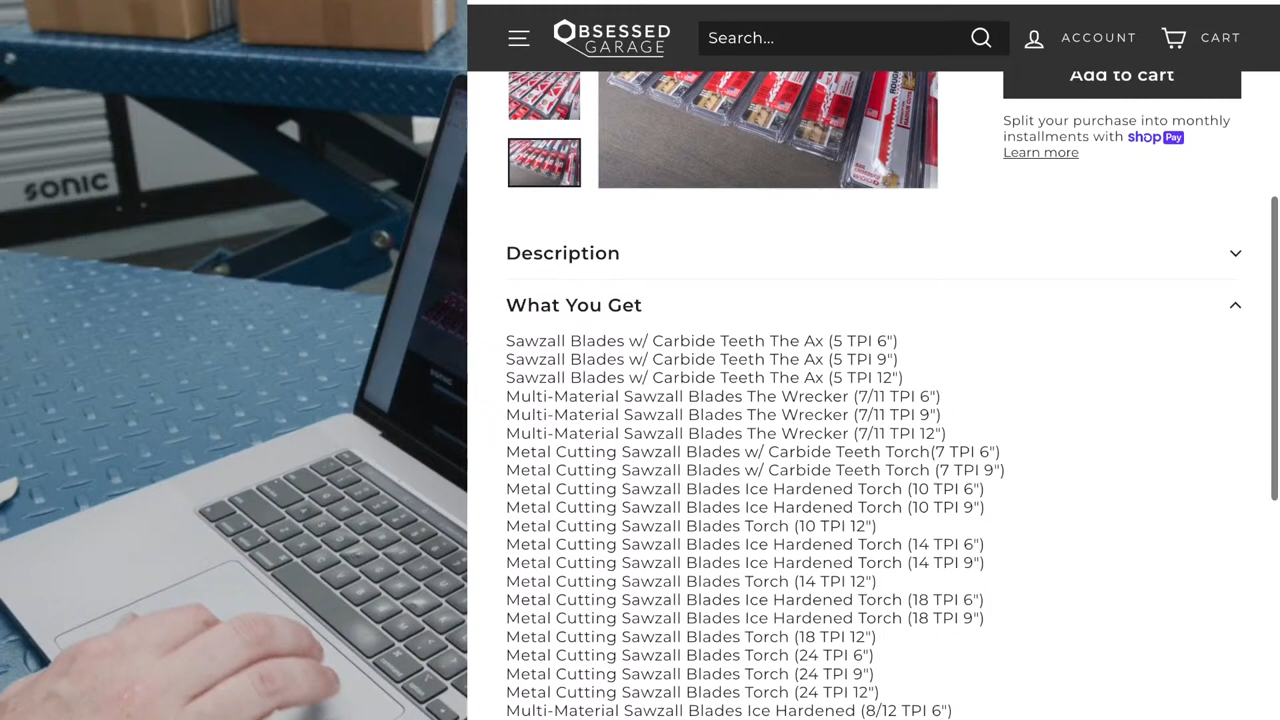 SONIC
OBSESSED
GARAGE
Search...
ACCOUNT
CART
Add to cart
Split your purchase into monthly
installments with shop Pay
Learn more
Description
What You Get
Sawzall Blades w/ Carbide Teeth The Ax (5 TPI 6")
Sawzall Blades w/ Carbide Teeth The Ax (5 TPI 9")
Sawzall Blades w/ Carbide Teeth The Ax (5 TPI 12")
Multi-Material Sawzall Blades The Wrecker (7/11 TPI 6")
Multi-Material Sawzall Blades The Wrecker (7/11 TPI 9")
Multi-Material Sawzall Blades The Wrecker (7/11 TPI 12")
Metal Cutting Sawzall Blades w/ Carbide Teeth Torch(7 TPI 6")
Metal Cutting Sawzall Blades w/ Carbide Teeth Torch (7 TPI 9")
Metal Cutting Sawzall Blades Ice Hardened Torch (10 TPI 6")
Metal Cutting Sawzall Blades Ice Hardened Torch (10 TPI 9")
Metal Cutting Sawzall Blades Torch (10 TPI 12")
Metal Cutting Sawzall Blades Ice Hardened Torch (14 TPI 6")
Metal Cutting Sawzall Blades Ice Hardened Torch (14 TPI 9")
Metal Cutting Sawzall Blades Torch (14 TPI 12")
Metal Cutting Sawzall Blades Ice Hardened Torch (18 TPI 6")
Metal Cutting Sawzall Blades Ice Hardened Torch (18 TPI 9")
Metal Cutting Sawzall Blades Torch (18 TPI 12")
Metal Cutting Sawzall Blades Torch (24 TPI 6")
Metal Cutting Sawzall Blades Torch (24 TPI 9")
Metal Cutting Sawzall Blades Torch (24 TPI 12")
Multi-Material Sawzall Blades Ice Hardened (8/12 TPI 6")